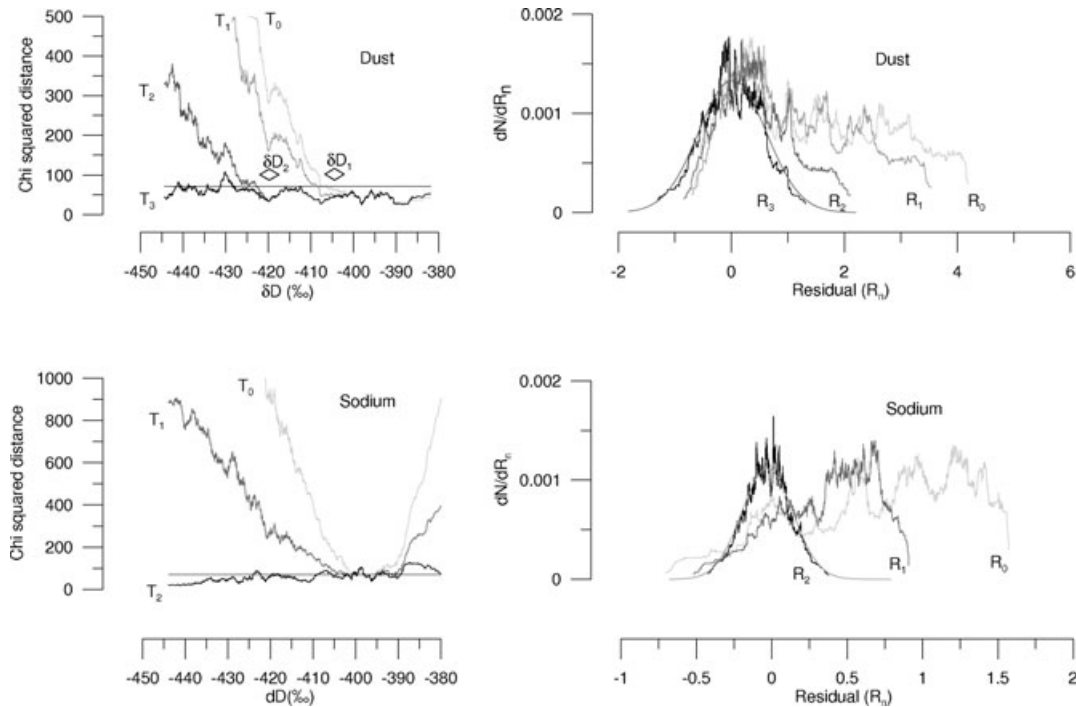 500
400
300
200
100
0
Chi squared distance
T1
T0
T2
T3
Dust
δD2
δD1
-450
-440
-430
-420
-410
-400
-390
-380
δD (‰)
0.002
0.001
0
dN/dRn
Dust
R3
R2
R1
R0
-2
0
2
4
6
Residual (Rn)
1000
800
600
400
200
0
Chi squared distance
T0
T1
T2
Sodium
-450
-440
-430
-420
-410
-400
-390
-380
dD(‰)
0.002
0.001
0
dN/dRn
Sodium
R2
R1
R0
-1
-0.5
0
0.5
1
1.5
2
Residual (Rn)